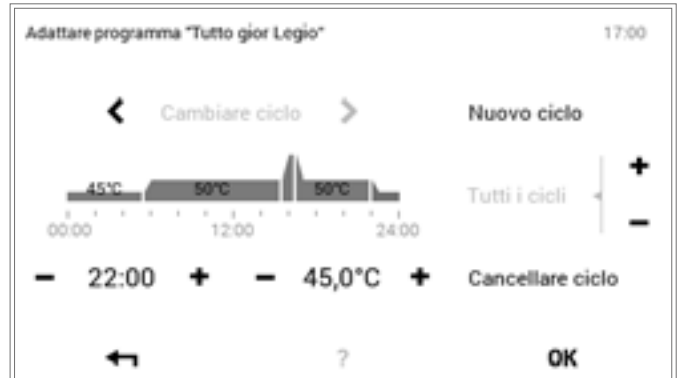 Adattare programma "Tutto gior Legio" 17:00
Cambiare ciclo Nuovo ciclo
45°C 50°C 50°C
Tutti i cicli
00:00 12:00 24:00
- 22:00 + - 45,0°C + Cancellare ciclo
? OK